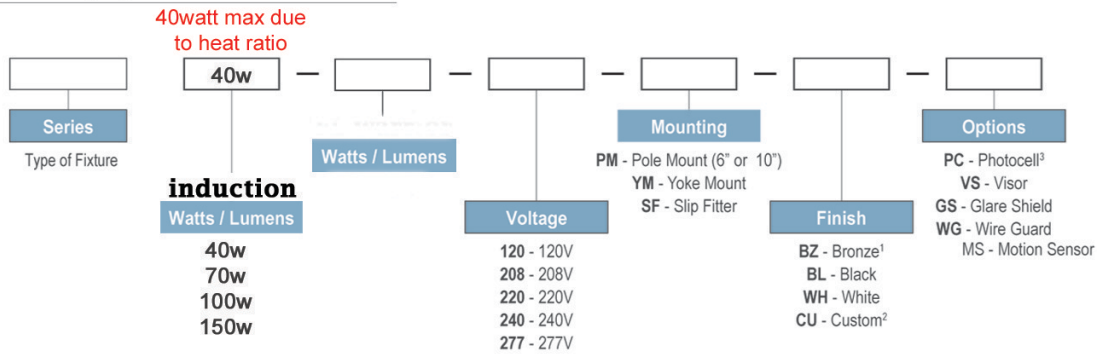 40watt max due
to heat ratio
40w
Series
Type of Fixture
induction
Watts / Lumens
40w
70w
100w
150w
Watts / Lumens
Voltage
120 - 120V
208 - 208V
220 - 220V
240 - 240V
277 - 277V
Mounting
PM - Pole Mount (6” or 10”)
YM - Yoke Mount
SF - Slip Fitter
Finish
BZ - Bronze¹
BL - Black
WH - White
CU - Custom²
Options
PC - Photocell³
VS - Visor
GS - Glare Shield
WG - Wire Guard
MS - Motion Sensor